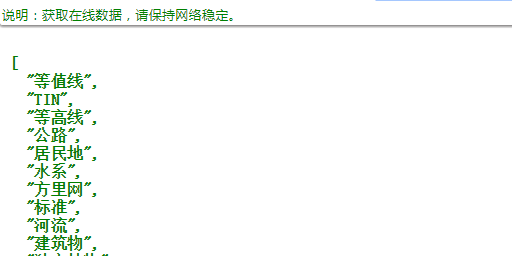 说明：获取在线数据，请保持网络稳定。
[
"等值线",
"TIN",
"等高线",
"公路",
"居民地",
"水系",
"方里网",
"标准",
"河流",
"建筑物",